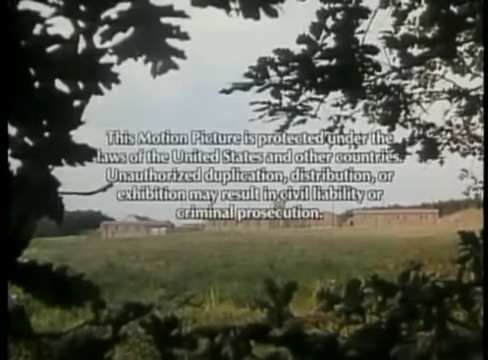 This Motion Picture is protected under the
laws of the United States and other countries.
Unauthorized duplication, distribution, or
exhibition may result in civil liability or
criminal prosecution.